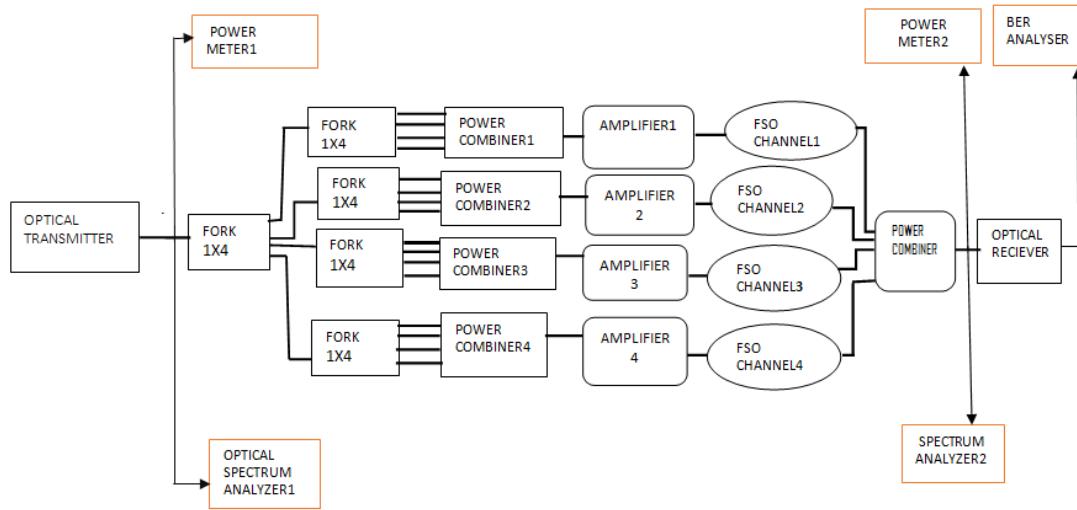 POWER
METER1
POWER
METER2
BER
ANALYSER
FORK
1X4
POWER
COMBINER1
AMPLIFIER1
FSO
CHANNEL1
FORK
1X4
POWER
COMBINER2
AMPLIFIER
2
FSO
CHANNEL2
OPTICAL
TRANSMITTER
FORK
1X4
FORK
1X4
POWER
COMBINER3
AMPLIFIER
3
FSO
CHANNEL3
POWER
COMBINER
OPTICAL
RECIEVER
FORK
1X4
POWER
COMBINER4
AMPLIFIER
4
FSO
CHANNEL4
OPTICAL
SPECTRUM
ANALYZER1
SPECTRUM
ANALYZER2